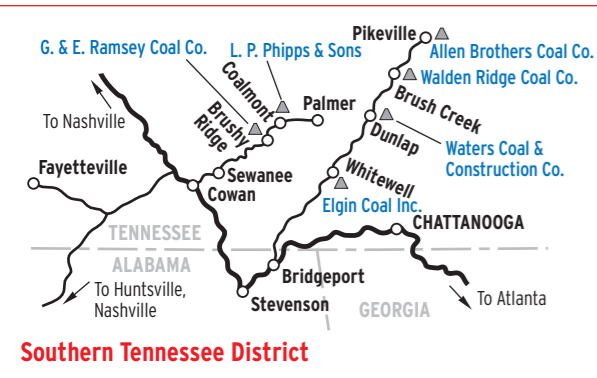 Pikeville
G. & E. Ramsey Coal Co.
L. P. Phipps & Sons
Allen Brothers Coal Co.
Walden Ridge Coal Co.
Coalmont
Palmer
Brush Creek
To Nashville
Brushy
Ridge
Dunlap
Waters Coal &
Construction Co.
Fayetteville
Sewanee
Whitewell
Cowan
Elgin Coal Inc.
CHATTANOOGA
TENNESSEE
ALABAMA
Bridgeport
To Huntsville,
Nashville
Stevenson
GEORGIA
To Atlanta
Southern Tennessee District